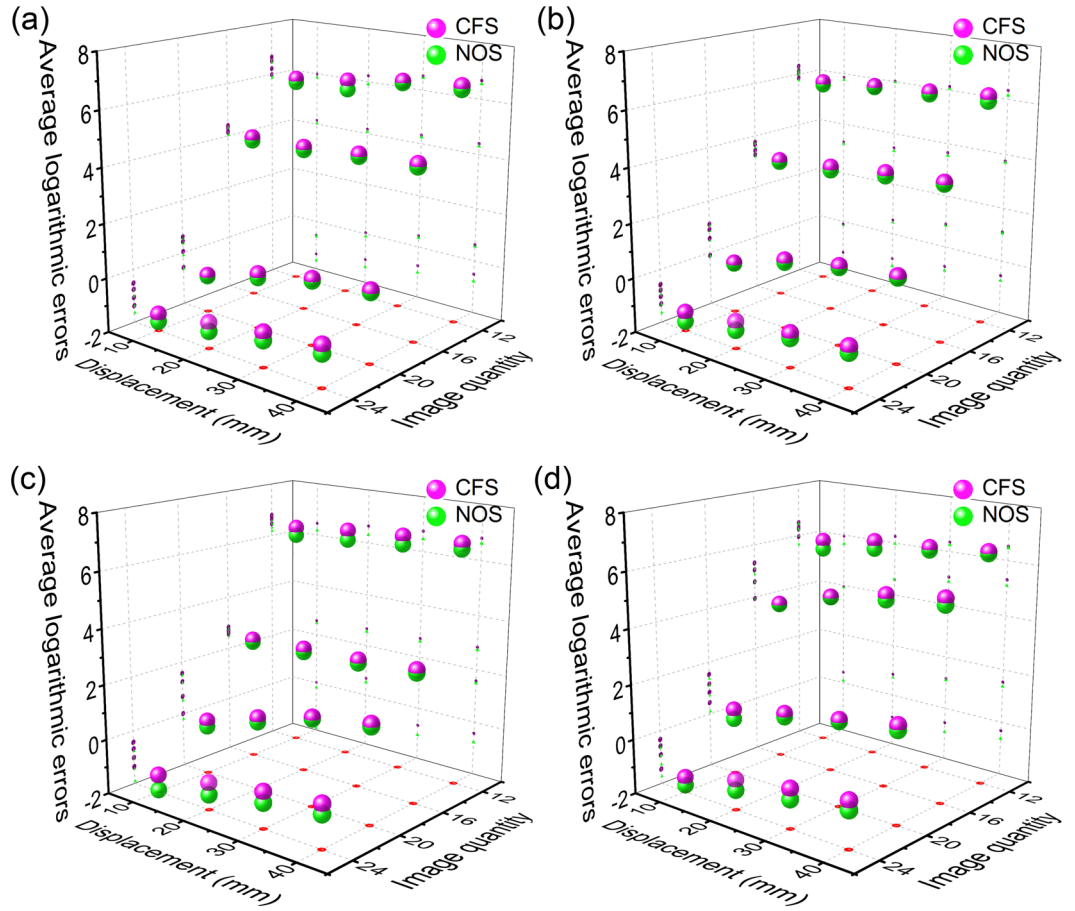 (a)
CFS
NOS
Average logarithmic errors
8
6
4
2
0
-2
10
20
30
40
Displacement (mm)
12
16
20
24
Image quantity
(b)
CFS
NOS
Average logarithmic errors
8
6
4
2
0
-2
10
20
30
40
Displacement (mm)
12
16
20
24
Image quantity
(c)
CFS
NOS
Average logarithmic errors
8
6
4
2
0
-2
10
20
30
40
Displacement (mm)
12
16
20
24
Image quantity
(d)
CFS
NOS
Average logarithmic errors
8
6
4
2
0
-2
10
20
30
40
Displacement (mm)
12
16
20
24
Image quantity